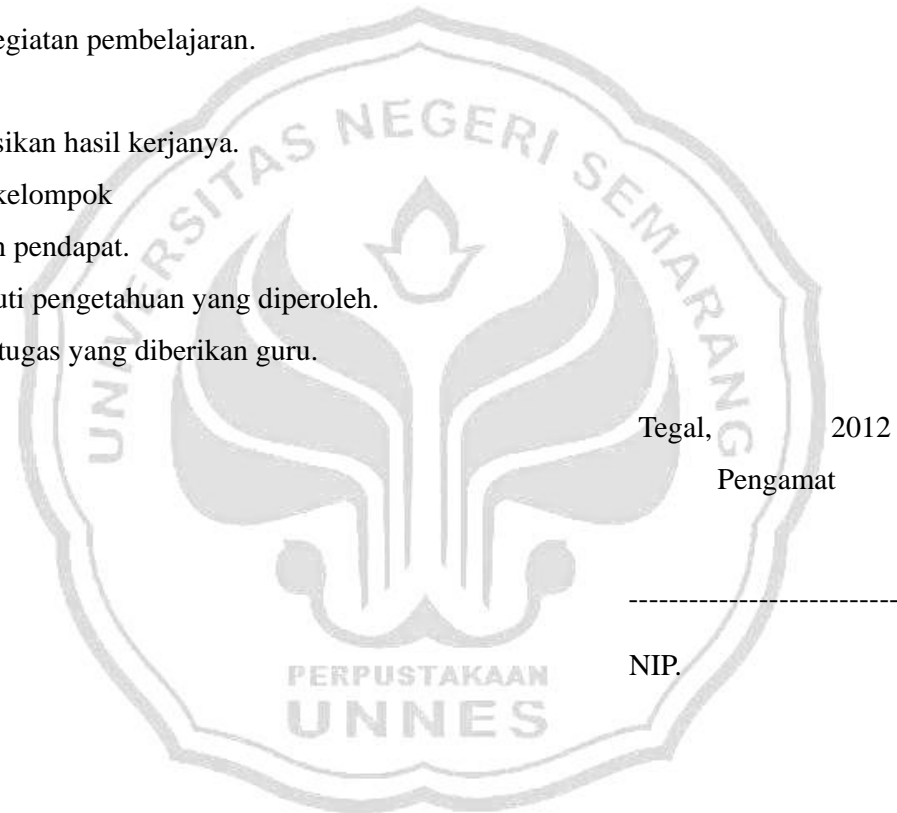 egiatan pembelajaran.
sikan hasil kerjanya.
kelompok
n pendapat.
uti pengetahuan yang diperoleh.
tugas yang diberikan guru.
UNIVERSITAS NEGERI SEMARANG
Tegal, 2012
Pengamat
---------------------------
NIP.
PERPUSTAKAAN
UNNES